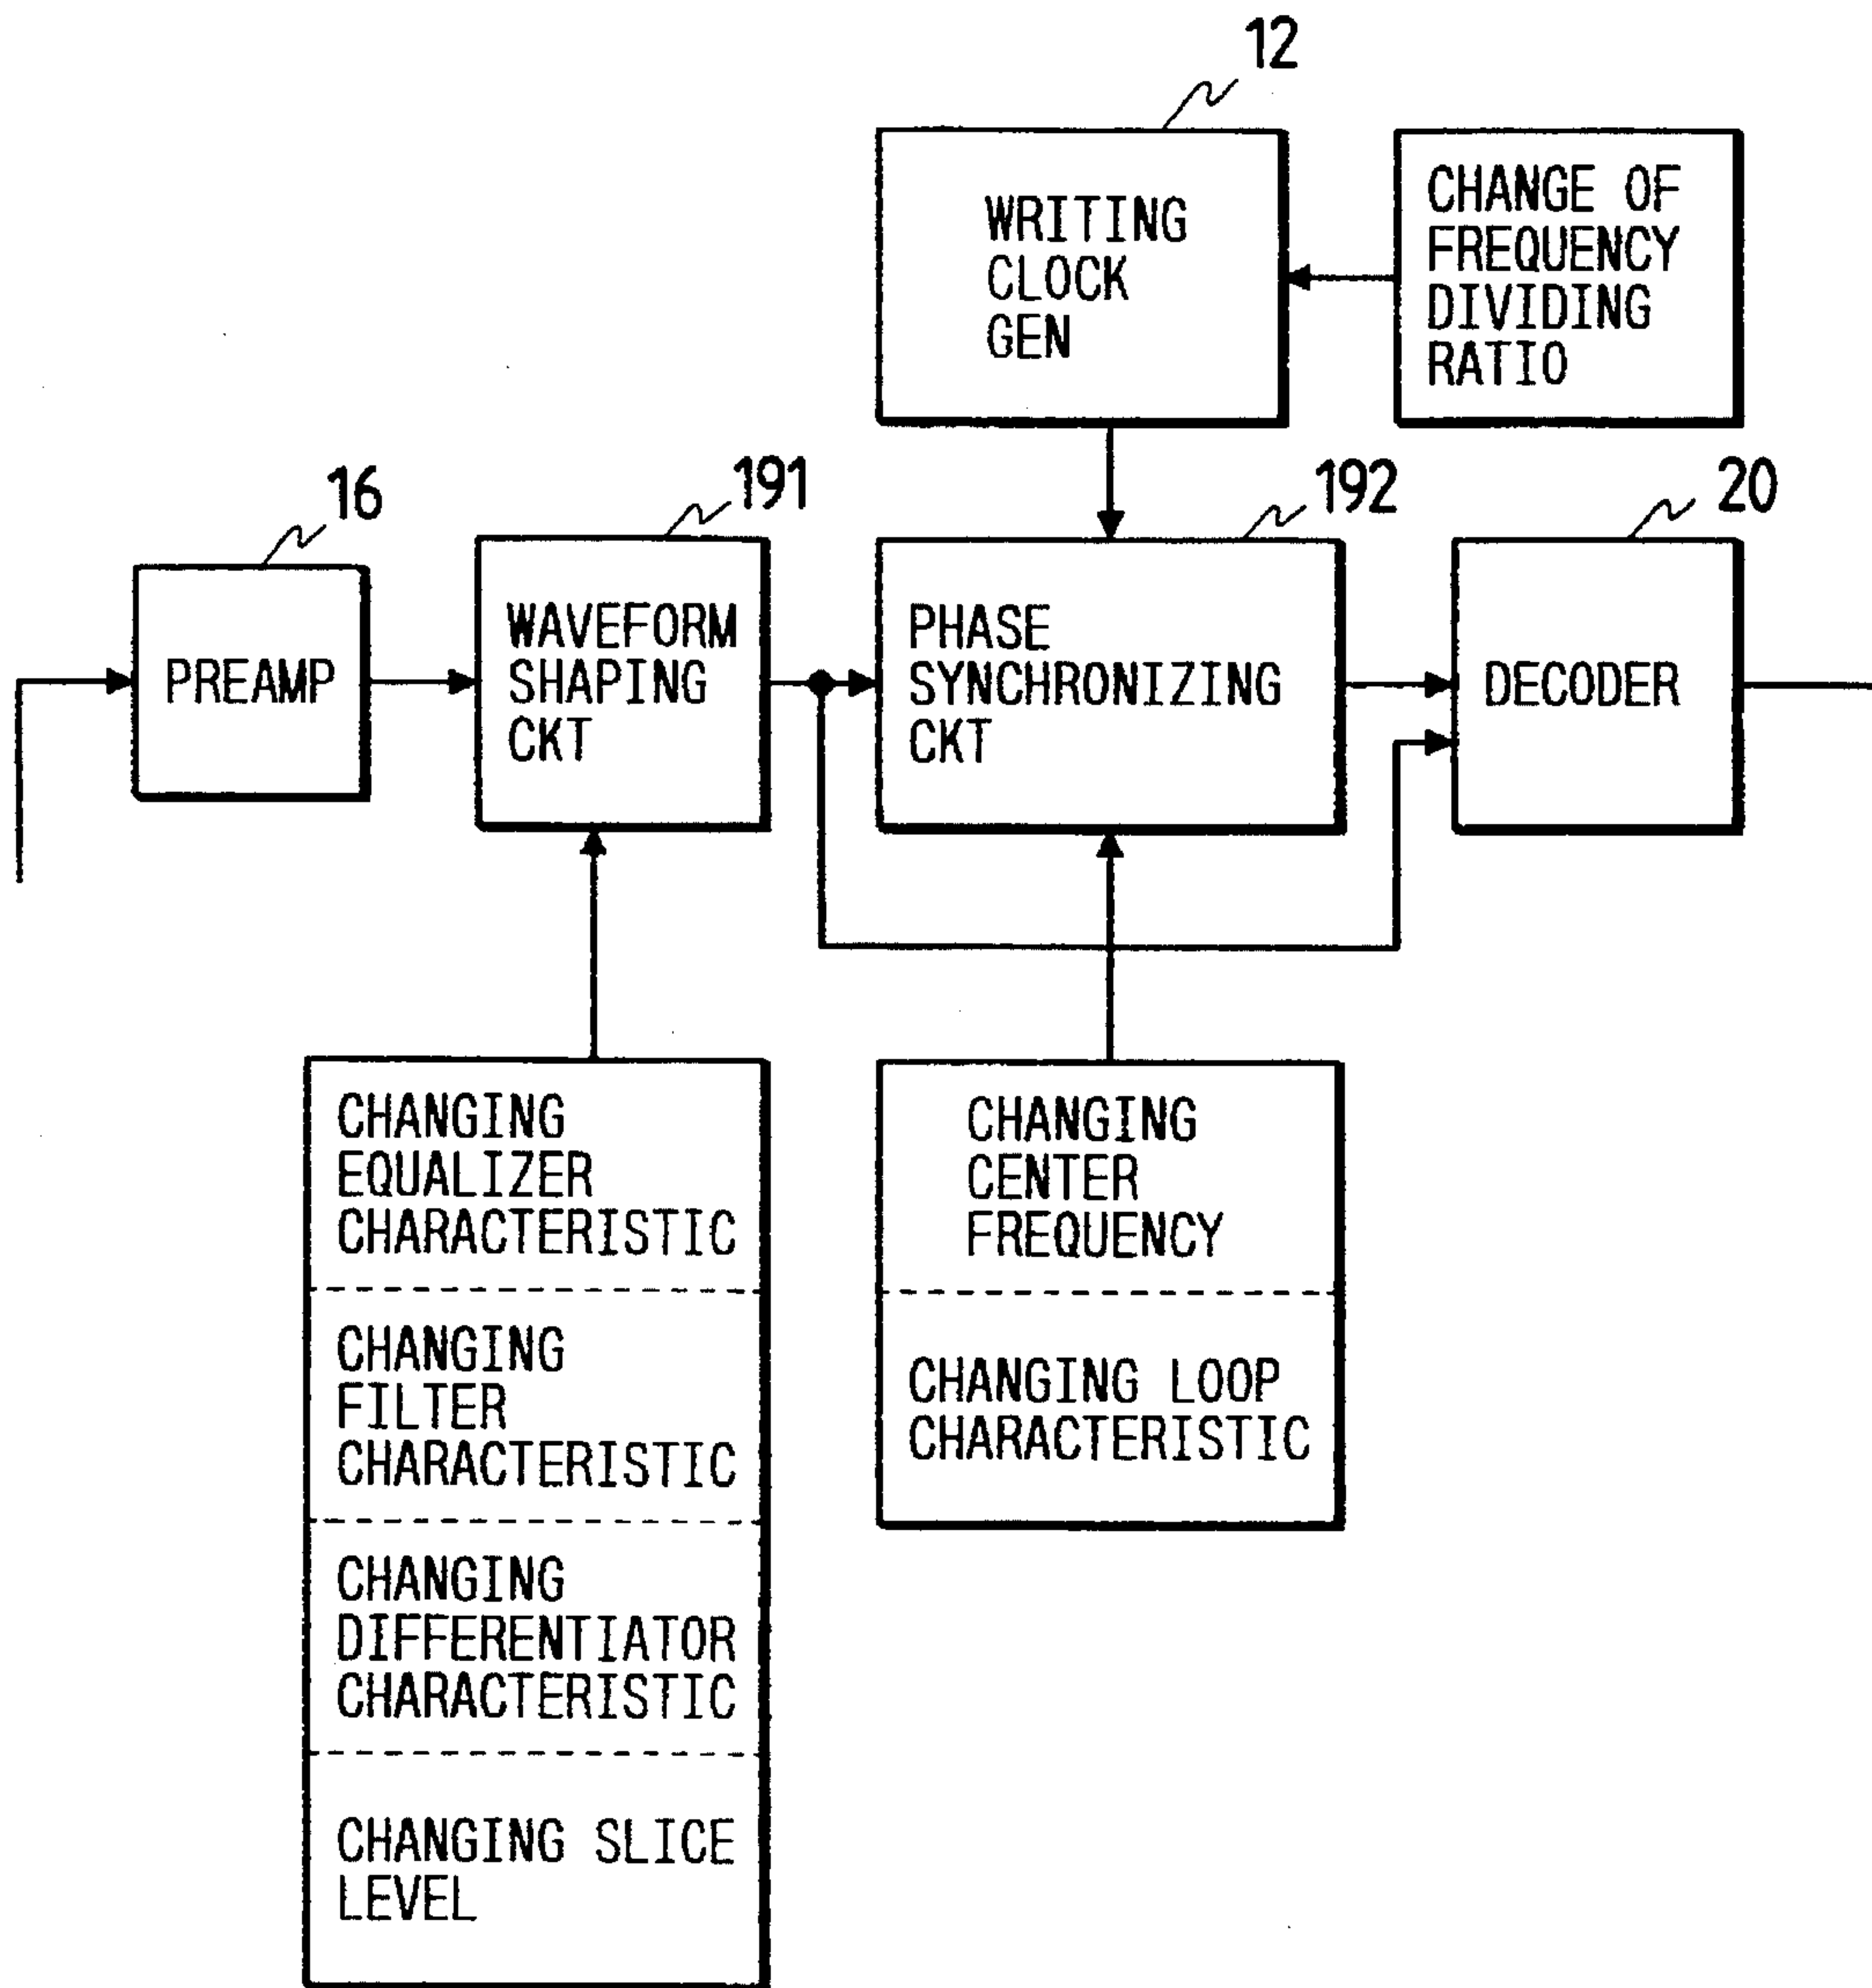 12
WRITING
CLOCK
GEN
CHANGE OF
FREQUENCY
DIVIDING
RATIO
16
191
192
20
PREAMP
WAVEFORM
SHAPING
CKT
PHASE
SYNCHRONIZING
CKT
DECODER
CHANGING
EQUALIZER
CHARACTERISTIC
CHANGING
FILTER
CHARACTERISTIC
CHANGING
DIFFERENTIATOR
CHARACTERISTIC
CHANGING SLICE
LEVEL
CHANGING
CENTER
FREQUENCY
CHANGING LOOP
CHARACTERISTIC